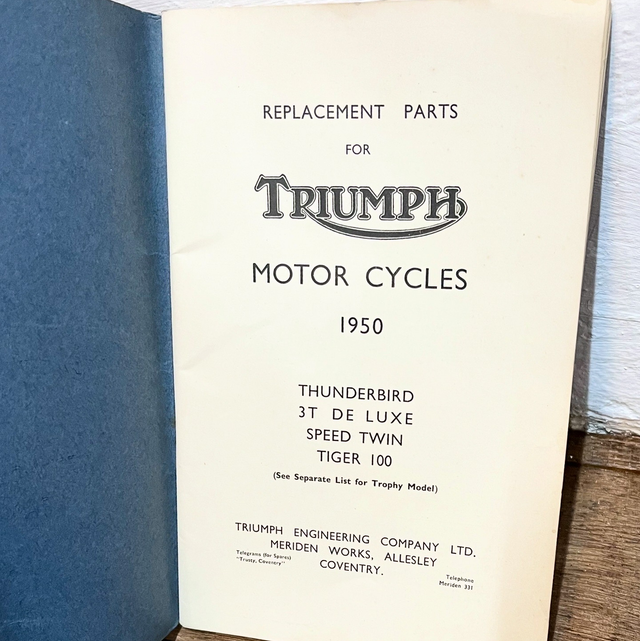 REPLACEMENT PARTS
FOR
TRIUMPH
MOTOR CYCLES
1950
THUNDERBIRD
3T DE LUXE
SPEED TWIN
TIGER 100
(See Separate List for Trophy Model)
TRIUMPH ENGINEERING COMPANY LTD.
MERIDEN WORKS, ALLESLEY
COVENTRY.
Telegrams (for Spares)
"Trusty, Coventry"
Telephone
Meriden 331